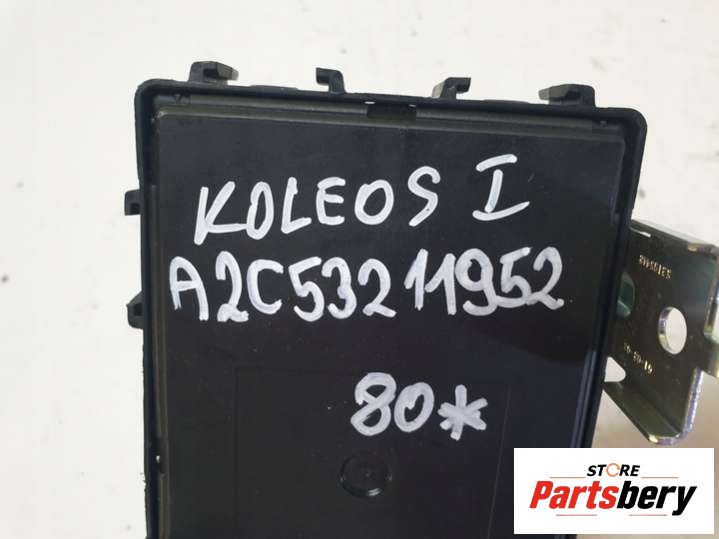 KOLEOS I
A2C53211952
80*
STORE
Partsbery